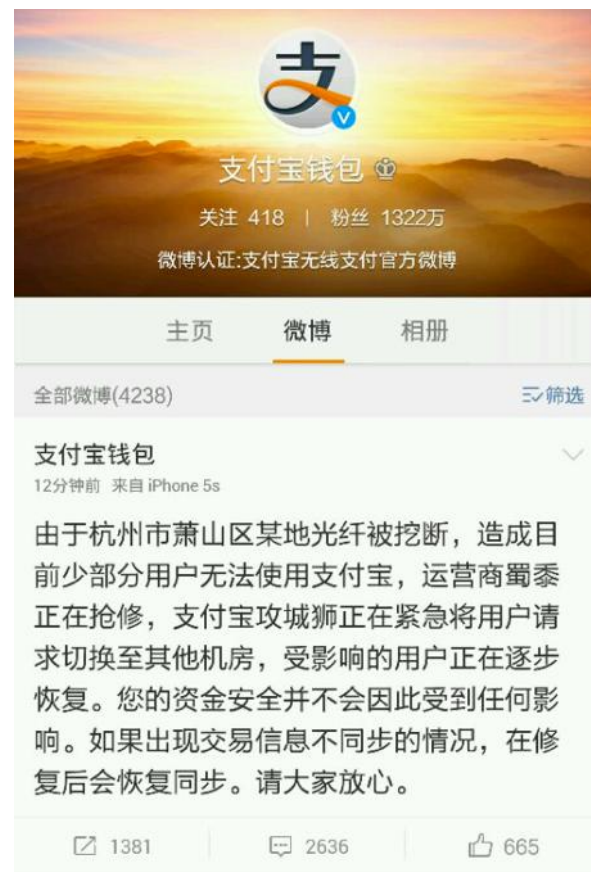 支付宝钱包
关注 418 | 粉丝 1322万
微博认证:支付宝无线支付官方微博
主页 微博 相册
全部微博(4238) 筛选
支付宝钱包
12分钟前 来自 iPhone 5s
由于杭州市萧山区某地光纤被挖断，造成目
前少部分用户无法使用支付宝，运营商蜀黍
正在抢修，支付宝攻城狮正在紧急将用户请
求切换至其他机房，受影响的用户正在逐步
恢复。您的资金安全并不会因此受到任何影
响。如果出现交易信息不同步的情况，在修
复后会恢复同步。请大家放心。
1381 2636 665